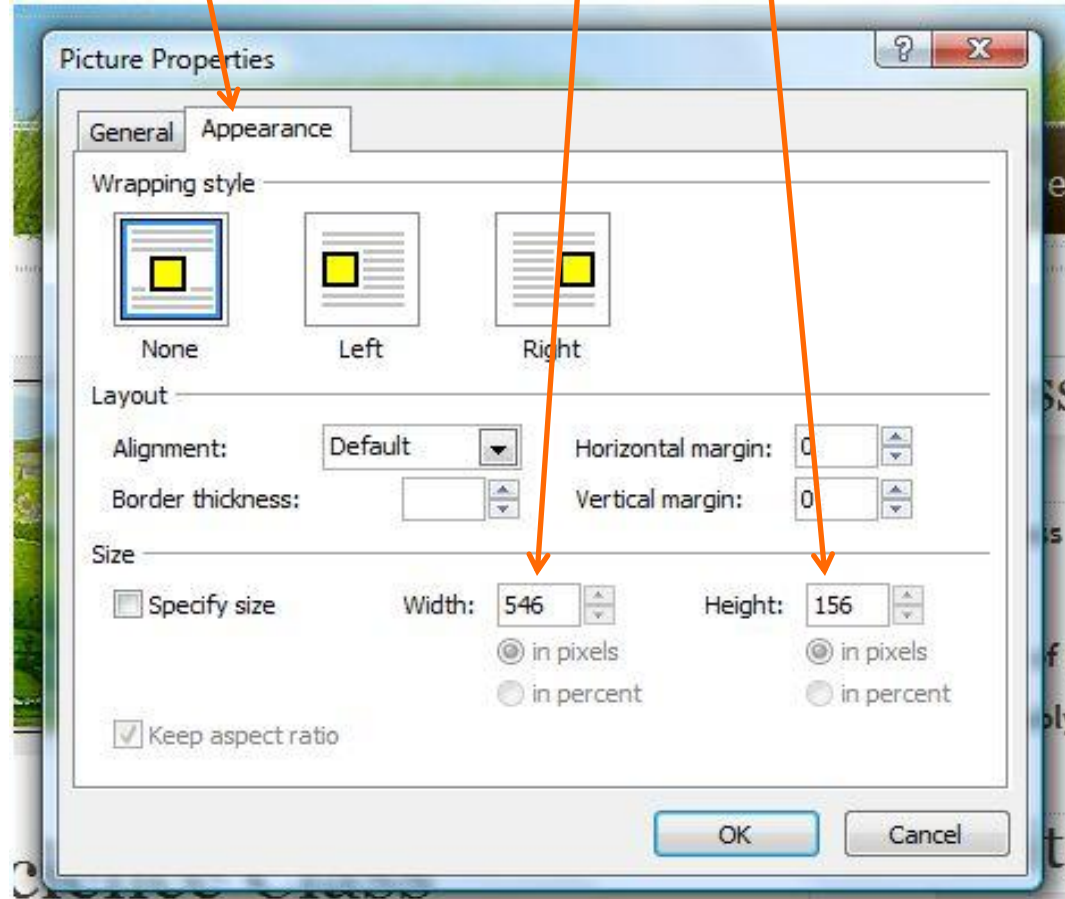 Picture Properties
General Appearance
Wrapping style
None Left Right
Layout
Alignment: Default Horizontal margin: 0
Border thickness: Vertical margin: 0
Size
Specify size Width: 546 Height: 156
in pixels in pixels
in percent in percent
Keep aspect ratio
OK Cancel